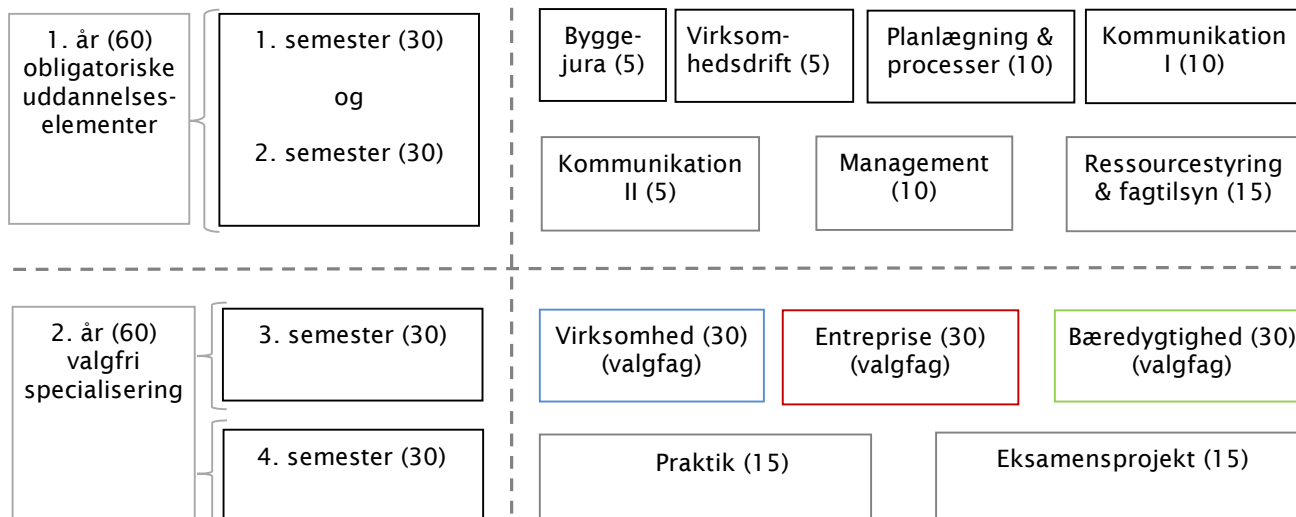 1. år (60)
obligatoriske
uddannelses-
elementer
1. semester (30)
og
2. semester (30)
Bygge-
jura (5)
Virksom-
hedsdrift (5)
Planlægning &
processer (10)
Kommunikation
I (10)
Kommunikation
II (5)
Management
(10)
Ressourcestyring
& fagtilsyn (15)
2. år (60)
valgfri
specialisering
3. semester (30)
4. semester (30)
Virksomhed (30)
(valgfag)
Entreprise (30)
(valgfag)
Bæredygtighed (30)
(valgfag)
Praktik (15)
Eksamensprojekt (15)